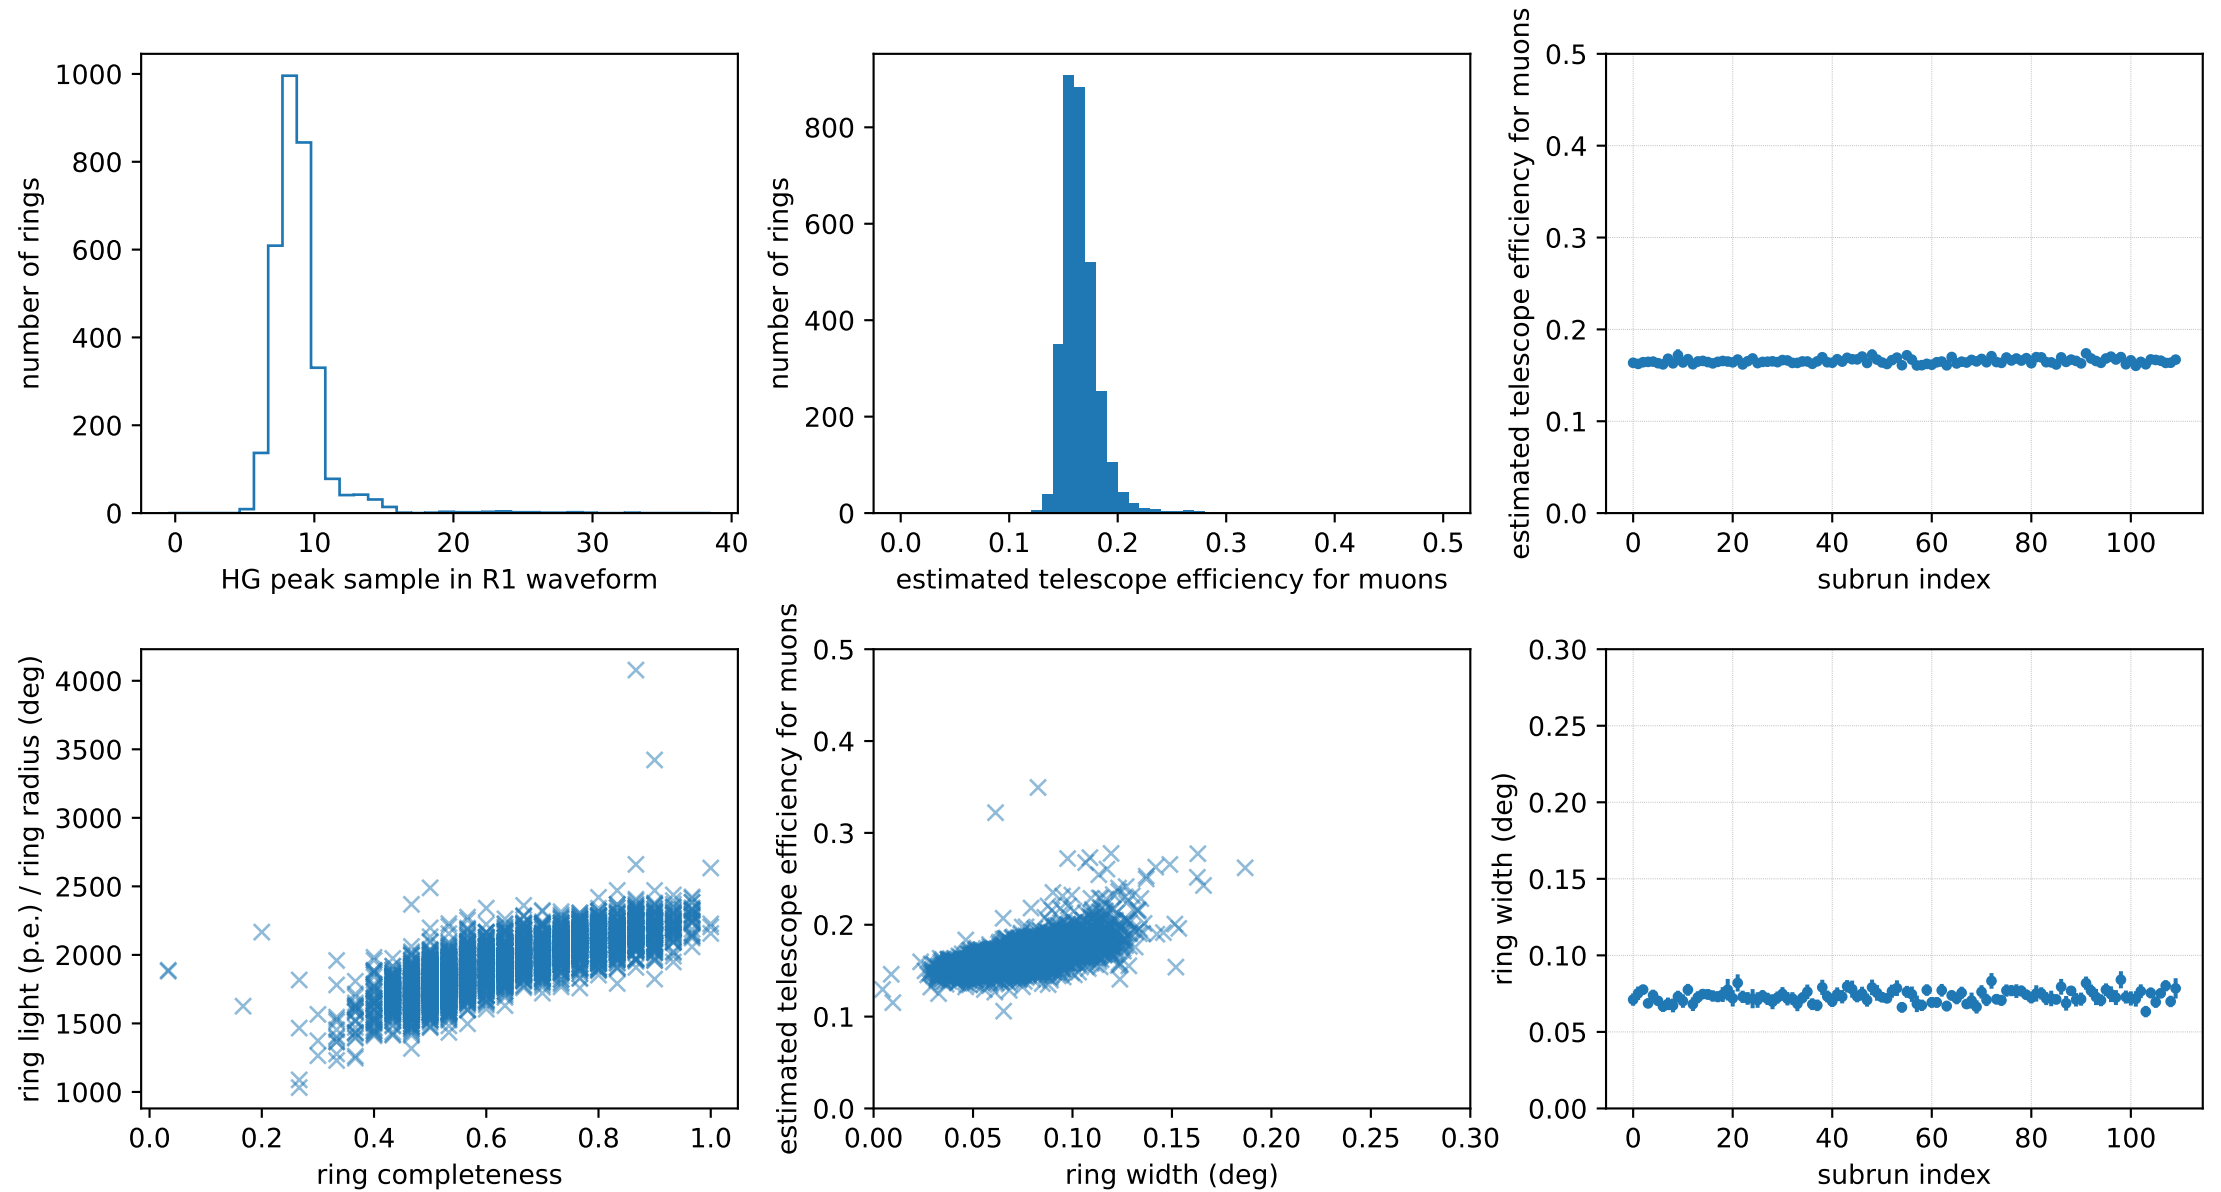 1000
800
600
400
200
0
number of rings
0 10 20 30 40
HG peak sample in R1 waveform
800
600
400
200
0
number of rings
0.0 0.1 0.2 0.3 0.4 0.5
estimated telescope efficiency for muons
0.5
0.4
0.3
0.2
0.1
0.0
estimated telescope efficiency for muons
0 20 40 60 80 100
subrun index
4000
3500
3000
2500
2000
1500
1000
ring light (p.e.) / ring radius (deg)
0.0 0.2 0.4 0.6 0.8 1.0
ring completeness
0.5
0.4
0.3
0.2
0.1
0.0
estimated telescope efficiency for muons
0.00 0.05 0.10 0.15 0.20 0.25 0.30
ring width (deg)
0.30
0.25
0.20
0.15
0.10
0.05
0.00
ring width (deg)
0 20 40 60 80 100
subrun index